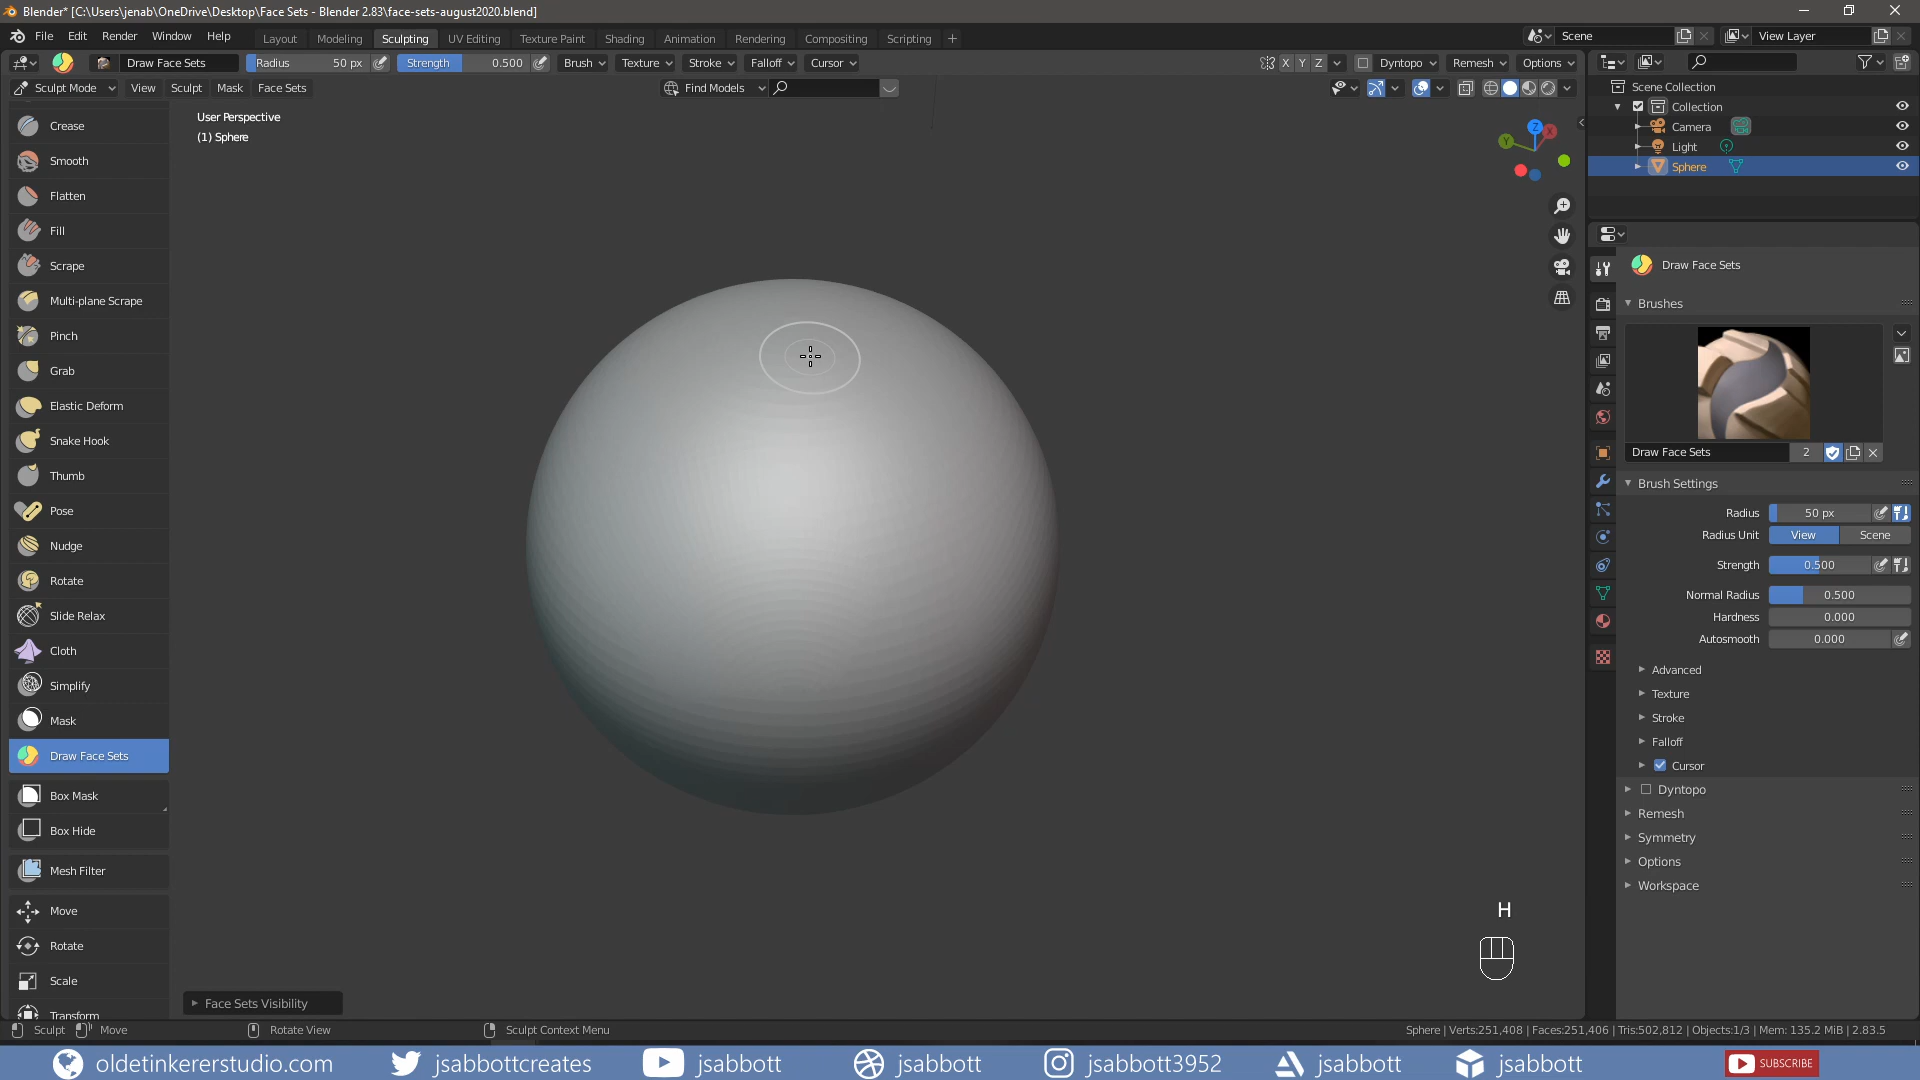 Blender* [C:\Users\jenab\OneDrive\Desktop\Face Sets - Blender 2.83\face-sets-august2020.blend]
File Edit Render Window Help Layout Modeling Sculpting UV Editing Texture Paint Shading Animation Rendering Compositing Scripting + Scene View Layer
Draw Face Sets Radius 50 px Strength 0.500 Brush Texture Stroke Falloff Cursor X Y Z Dyntopo Remesh Options
Sculpt Mode View Sculpt Mask Face Sets Find Models
User Perspective
(1) Sphere
Crease
Smooth
Flatten
Fill
Scrape
Multi-plane Scrape
Pinch
Grab
Elastic Deform
Snake Hook
Thumb
Pose
Nudge
Rotate
Slide Relax
Cloth
Simplify
Mask
Draw Face Sets
Box Mask
Box Hide
Mesh Filter
Move
Rotate
Scale
Transform
Z X Y
Scene Collection
Collection
Camera
Light
Sphere
Draw Face Sets
Brushes
Draw Face Sets 2
Brush Settings
Radius 50 px
Radius Unit View Scene
Strength 0.500
Normal Radius 0.500
Hardness 0.000
Autosmooth 0.000
Advanced
Texture
Stroke
Falloff
Cursor
Dyntopo
Remesh
Symmetry
Options
Workspace
H
Face Sets Visibility
Sculpt Move Rotate View Sculpt Context Menu Sphere | Verts:251,408 | Faces:251,406 | Tris:502,812 | Objects:1/3 | Mem: 135.2 MiB | 2.83.5
oldetinkererstudio.com jsabbottcreates jsabbott jsabbott jsabbott3952 jsabbott jsabbott SUBSCRIBE